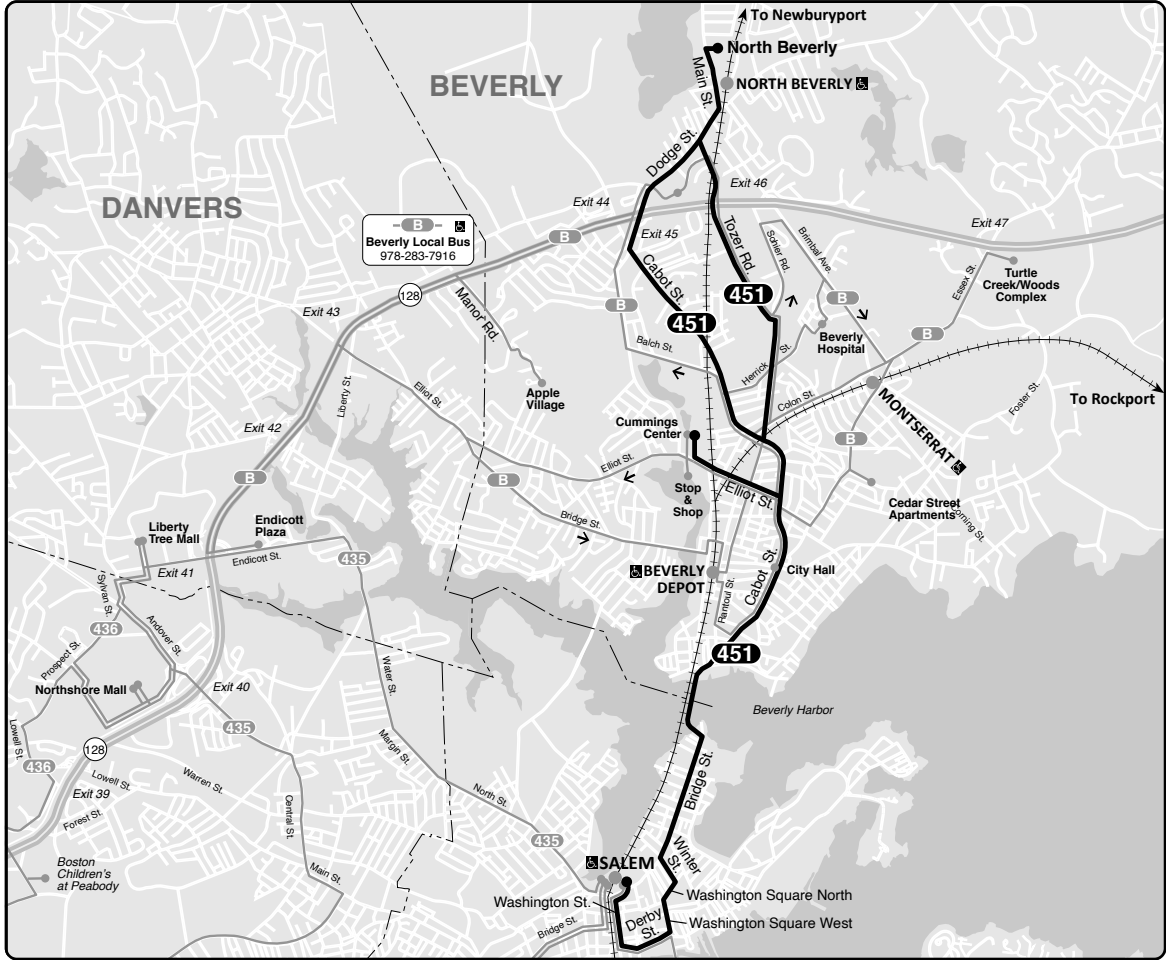 To Newburyport
North Beverly
Main St.
NORTH BEVERLY
BEVERLY
Dodge St.
DANVERS
Exit 44
Exit 46
Exit 47
B
Beverly Local Bus
978-283-7916
B
Exit 45
Tozer Rd.
Sohier Rd.
Brimbal Ave.
Essex St.
Turtle
Creek/Woods
Complex
128
Manor Rd.
Cabot St.
451
451
B
B
Exit 43
B
Balch St.
Beverly
Hospital
Herrick St.
Liberty St.
Elliot St.
Apple
Village
Colon St.
MONTSERRAT
Foster St.
To Rockport
Exit 42
Cummings
Center
B
B
Elliot St.
B
Stop
&
Shop
Elliot St.
Cedar Street
Apartments
Corning St.
Liberty
Tree Mall
Endicott
Plaza
Bridge St.
Endicott St.
435
Exit 41
BEVERLY
DEPOT
Rantoul St.
Cabot St.
City Hall
Sylvan St.
436
Andover St.
Prospect St.
Water St.
451
Northshore Mall
Exit 40
Beverly Harbor
435
Lowell St.
436
128
Margin St.
Bridge St.
Lowell St.
Warren St.
Exit 39
Forest St.
Central St.
North St.
435
Main St.
Boston
Children's
at Peabody
SALEM
Winter St.
Washington Square North
Washington St.
Derby
St.
Washington Square West
Bridge St.